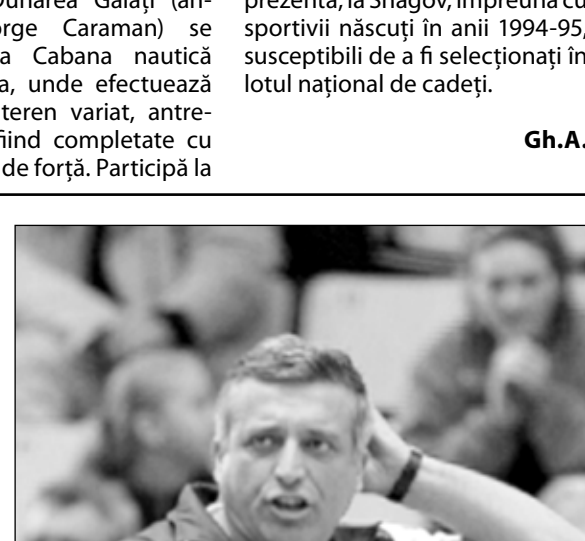 Dunărea Galați (an-
orge Caraman) se
a Cabana nautică
a, unde efectuează
teren variat, antre-
fiind completate cu
de forță. Participă la
prezenta, la Snagov, împreună cu
sportivii născuți în anii 1994-95,
susceptibili de a fi selecționați în
lotul național de cadeți.
Gh.A.